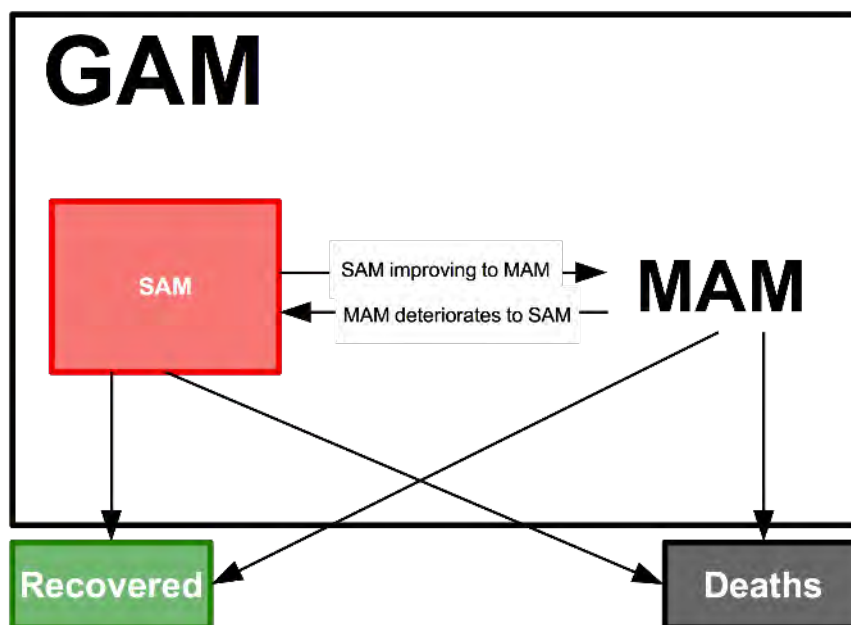 GAM
SAM
SAM improving to MAM
MAM deteriorates to SAM
MAM
Recovered
Deaths